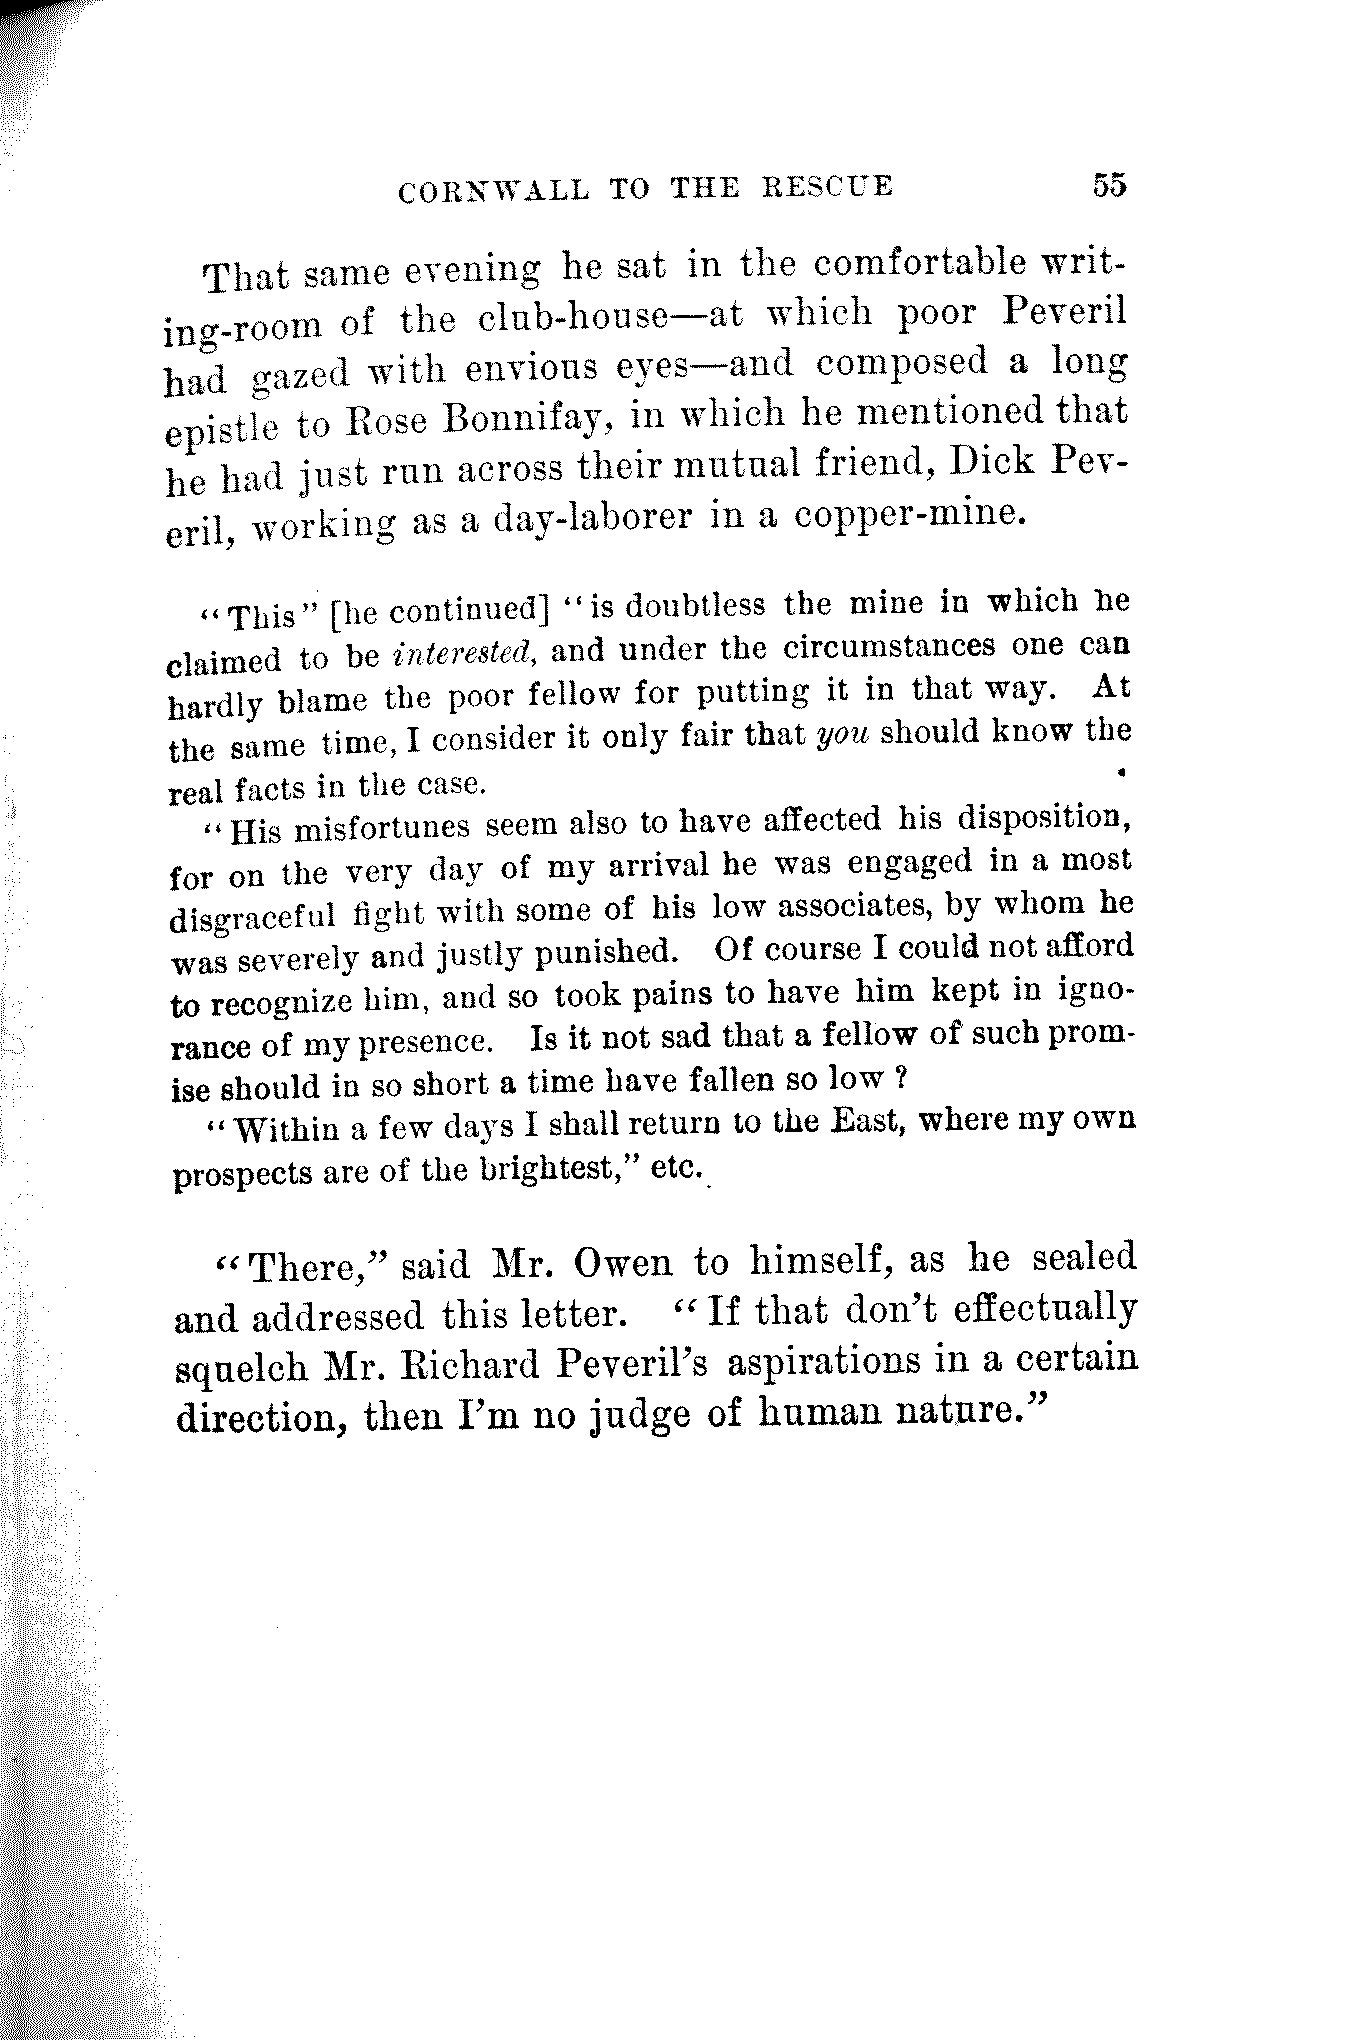 CORNWALL TO THE RESCUE 55
That same evening he sat in the comfortable writ-
ing-room of the club-house—at which poor Peveril
had gazed with envious eyes—and composed a long
epistle to Rose Bonnifay, in which he mentioned that
he had just run across their mutual friend, Dick Pev-
eril, working as a day-laborer in a copper-mine.
“This” [he continued] “is doubtless the mine in which he
claimed to be interested, and under the circumstances one can
hardly blame the poor fellow for putting it in that way. At
the same time, I consider it only fair that you should know the
real facts in the case.
“His misfortunes seem also to have affected his disposition,
for on the very day of my arrival he was engaged in a most
disgraceful fight with some of his low associates, by whom he
was severely and justly punished. Of course I could not afford
to recognize him, and so took pains to have him kept in igno-
rance of my presence. Is it not sad that a fellow of such prom-
ise should in so short a time have fallen so low?
“Within a few days I shall return to the East, where my own
prospects are of the brightest,” etc.
“There,” said Mr. Owen to himself, as he sealed
and addressed this letter. “If that don’t effectually
squelch Mr. Richard Peveril’s aspirations in a certain
direction, then I’m no judge of human nature.”